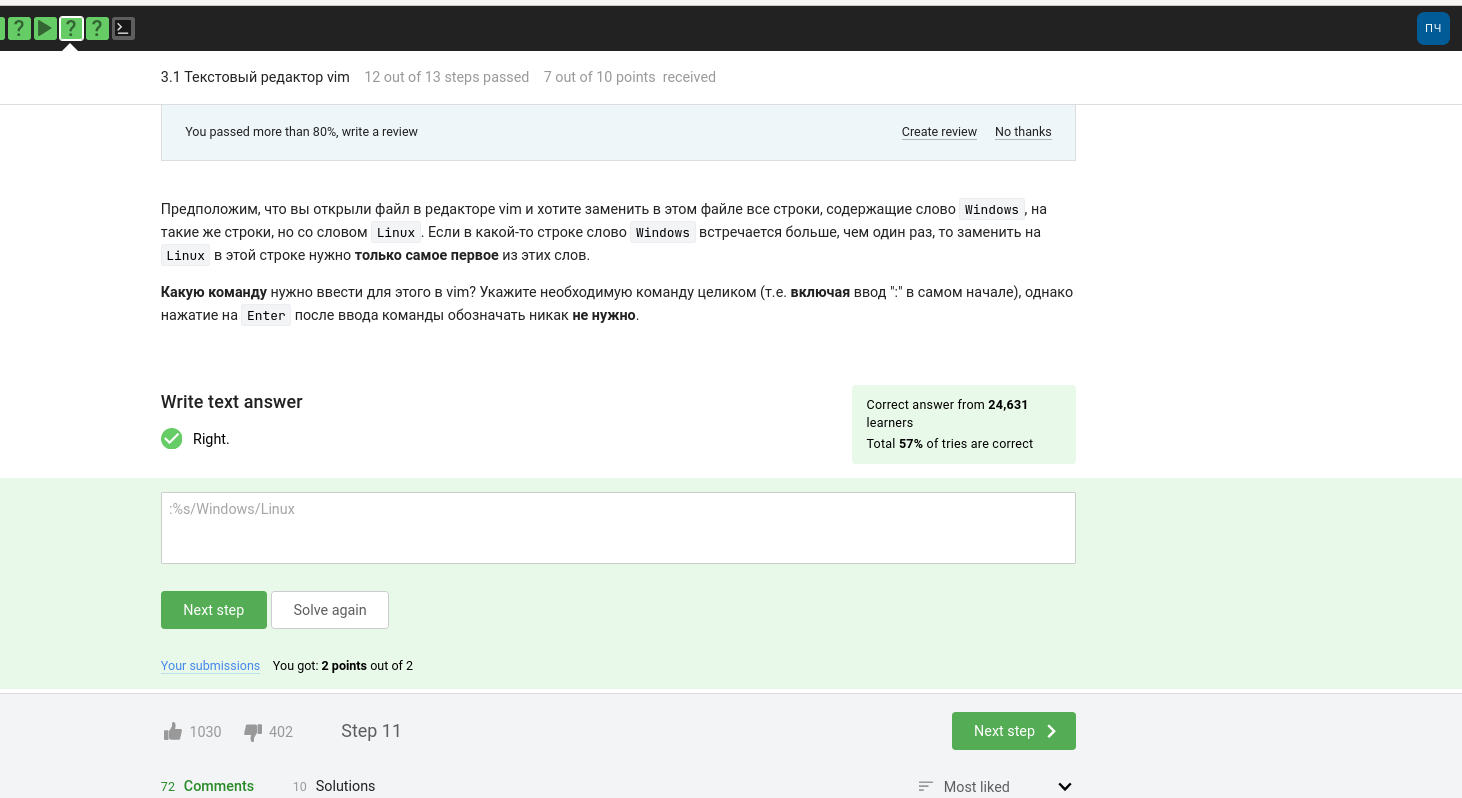 ? ? ? >_ ПЧ
3.1 Текстовый редактор vim 12 out of 13 steps passed 7 out of 10 points received
You passed more than 80%, write a review Create review No thanks
Предположим, что вы открыли файл в редакторе vim и хотите заменить в этом файле все строки, содержащие слово Windows, на
такие же строки, но со словом Linux. Если в какой-то строке слово Windows встречается больше, чем один раз, то заменить на
Linux в этой строке нужно только самое первое из этих слов.
Какую команду нужно ввести для этого в vim? Укажите необходимую команду целиком (т.е. включая ввод ":" в самом начале), однако
нажатие на Enter после ввода команды обозначать никак не нужно.
Write text answer
Right.
Correct answer from 24,631
learners
Total 57% of tries are correct
:%s/Windows/Linux
Next step Solve again
Your submissions You got: 2 points out of 2
1030 402 Step 11 Next step
72 Comments 10 Solutions Most liked